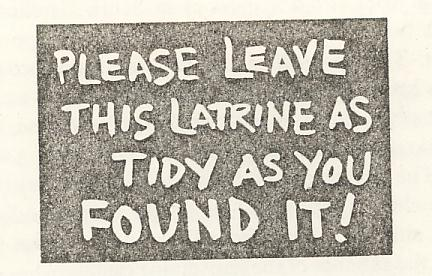 PLEASE LEAVE
THIS LATRINE AS
TIDY AS YOU
FOUND IT!